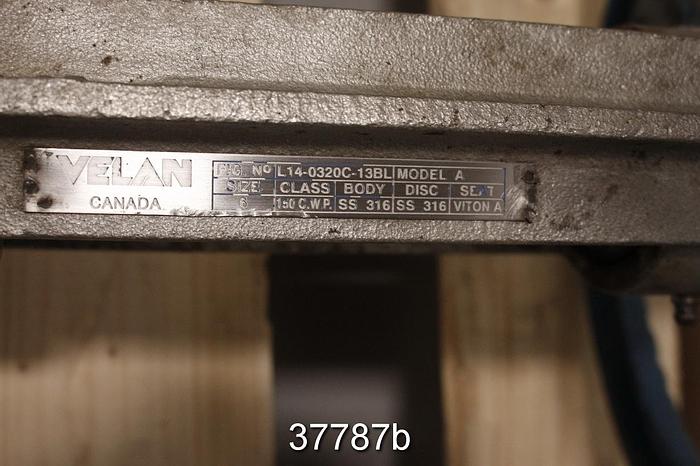 VELAN
CANADA
FIG. NO L14-0320C-13BL MODEL A
SIZE CLASS BODY DISC SEAT
6 150 C.W.P. SS 316 SS 316 VITON A
37787b